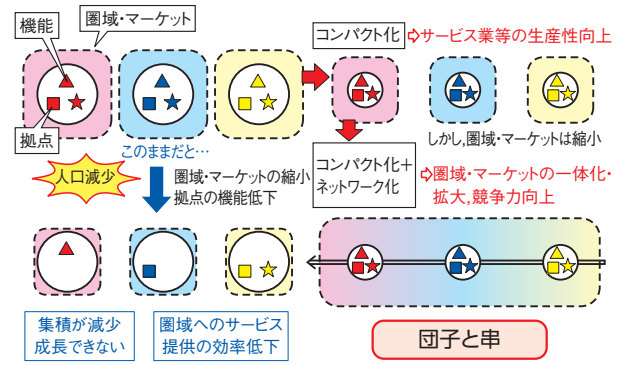 機能
圏域・マーケット
拠点
このままだと…
人口減少
圏域・マーケットの縮小
拠点の機能低下
集積が減少
成長できない
圏域へのサービス
提供の効率低下
コンパクト化
⇨サービス業等の生産性向上
しかし,圏域・マーケットは縮小
コンパクト化＋
ネットワーク化
⇨圏域・マーケットの一体化・
拡大,競争力向上
団子と串